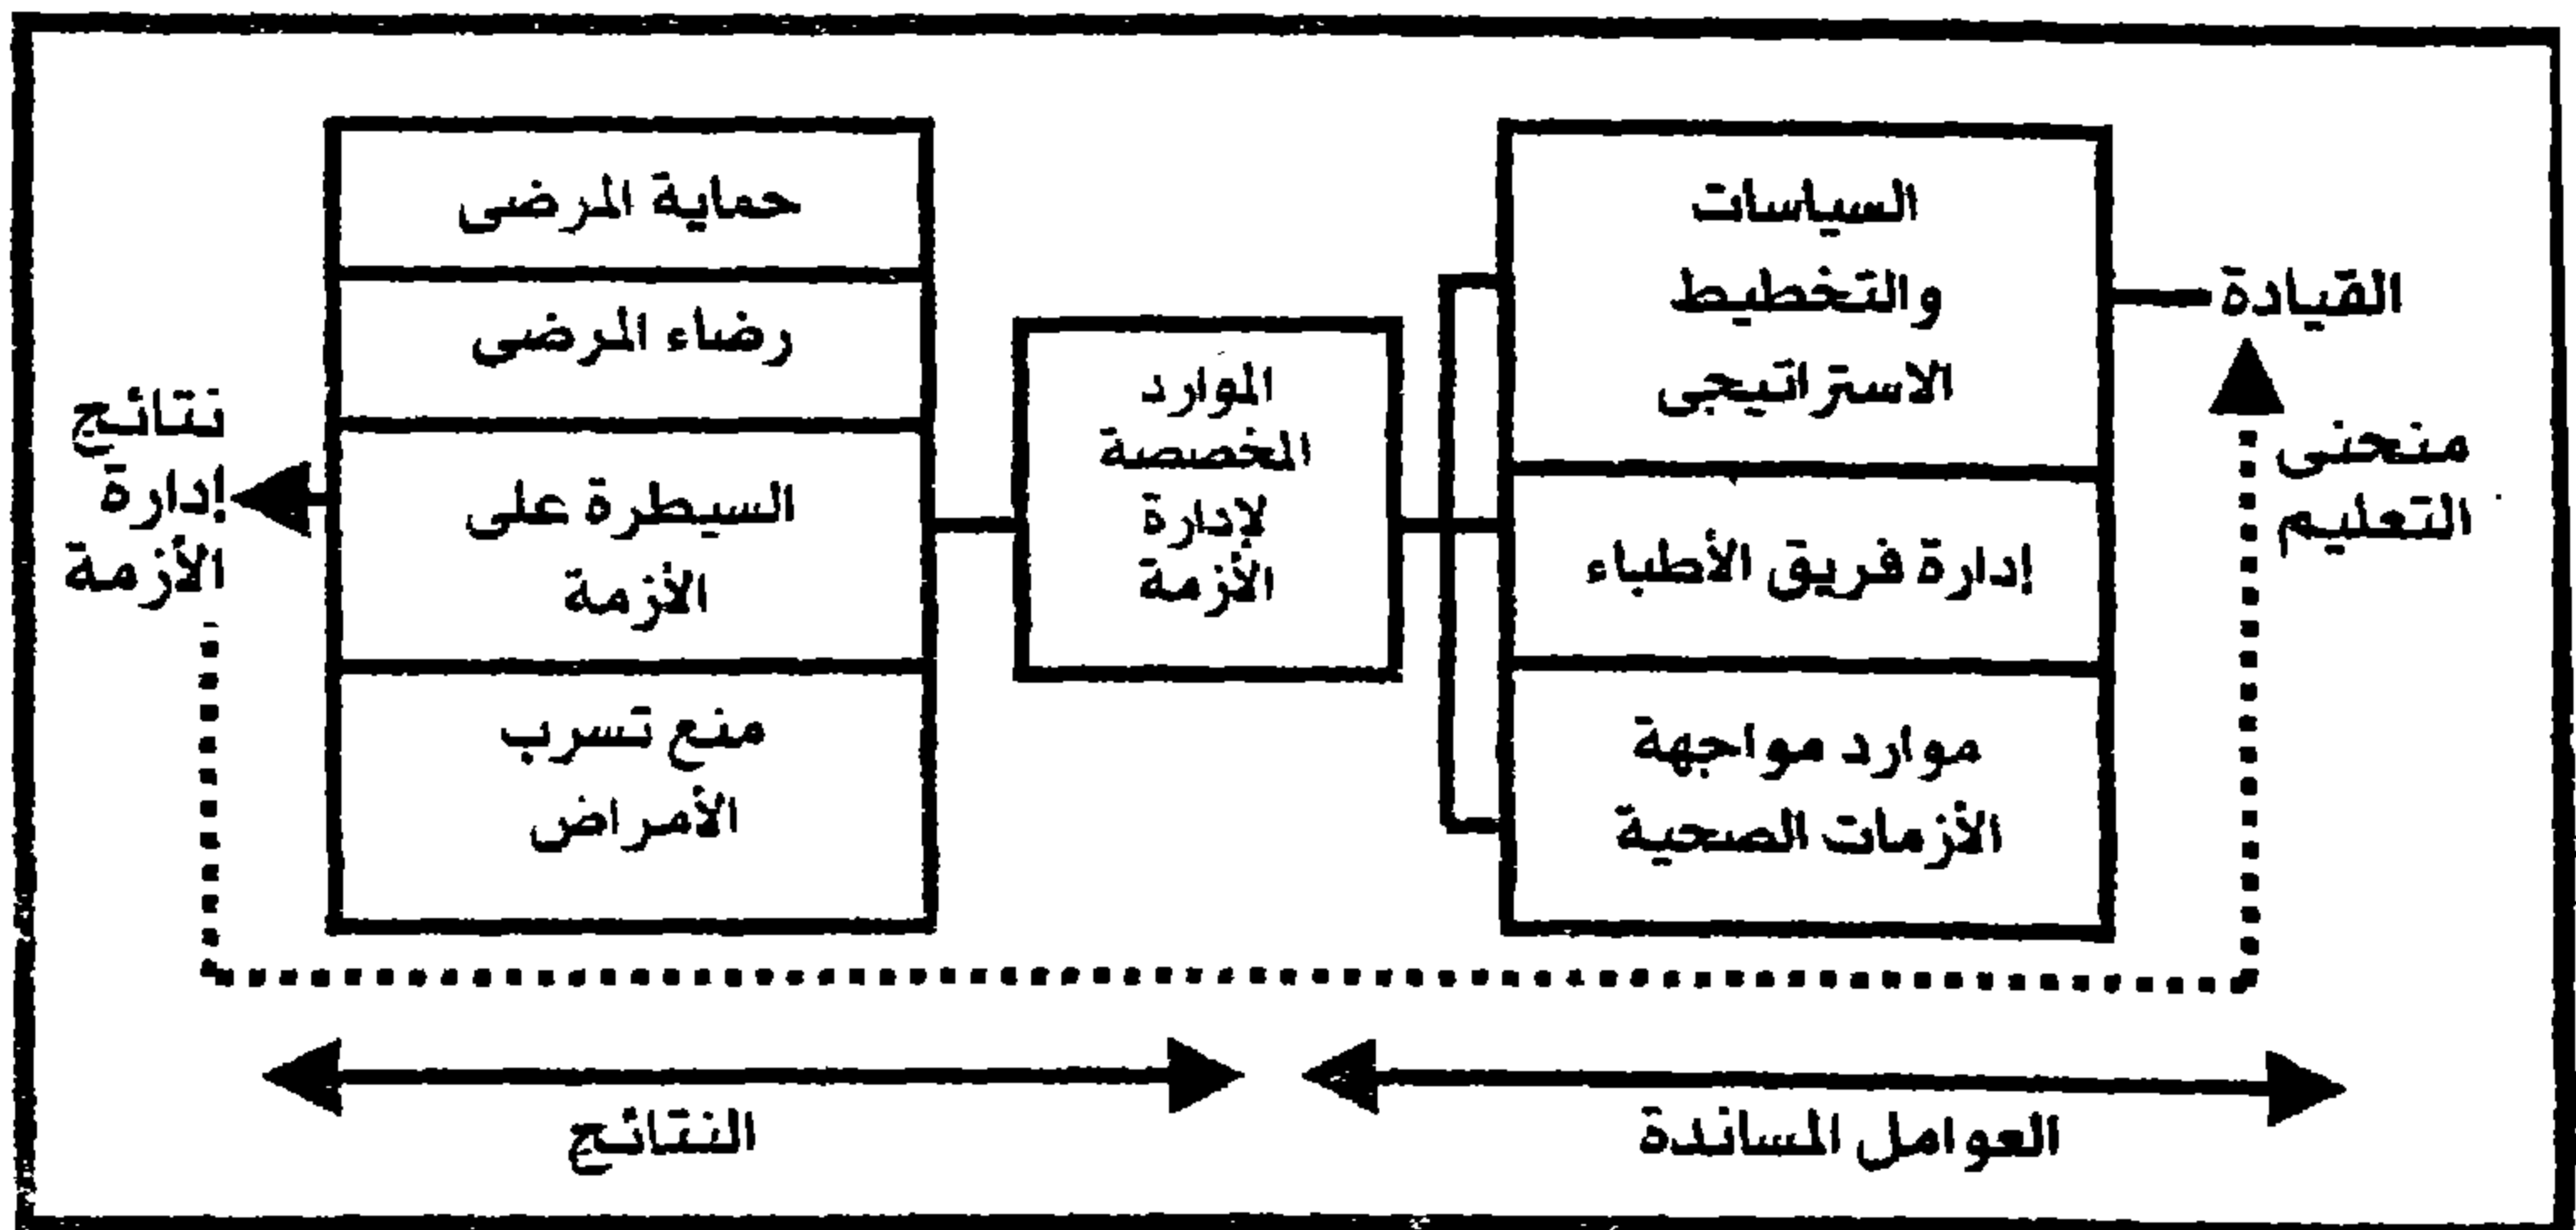 القيادة
منحنى
التعليم
السياسات
والتخطيط
الاستراتيجى
إدارة فريق الأطباء
موارد مواجهة
الأزمات الصحية
الموارد
المخصصة
لإدارة
الأزمة
حماية المرضى
رضاء المرضى
السيطرة على
الأزمة
منع تسرب
الأمراض
نتائج
إدارة
الأزمة
العوامل المساندة
النتائج